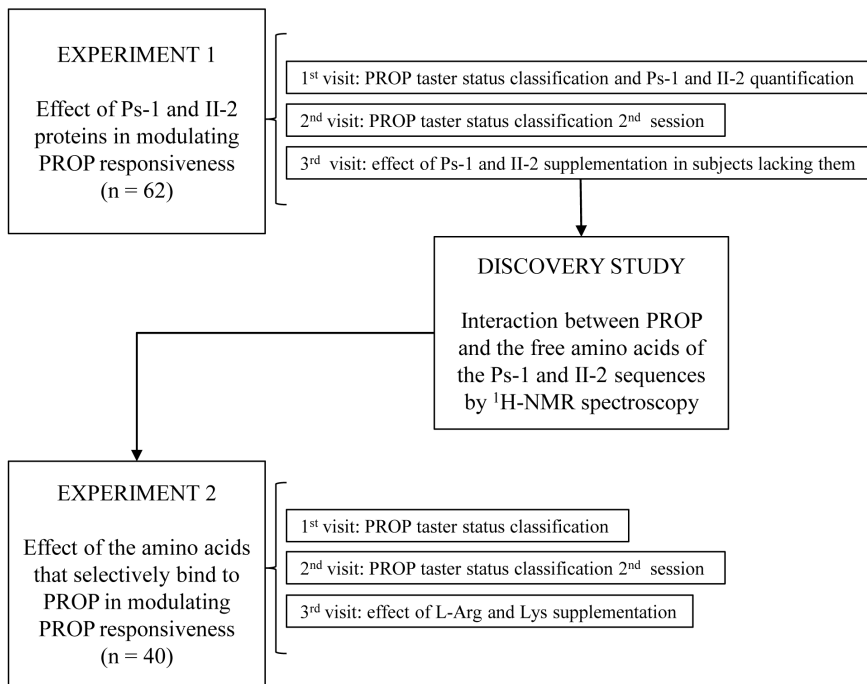 EXPERIMENT 1
Effect of Ps-1 and II-2
proteins in modulating
PROP responsiveness
(n = 62)
1st visit: PROP taster status classification and Ps-1 and II-2 quantification
2nd visit: PROP taster status classification 2nd session
3rd visit: effect of Ps-1 and II-2 supplementation in subjects lacking them
DISCOVERY STUDY
Interaction between PROP
and the free amino acids of
the Ps-1 and II-2 sequences
by 1H-NMR spectroscopy
EXPERIMENT 2
Effect of the amino acids
that selectively bind to
PROP in modulating
PROP responsiveness
(n = 40)
1st visit: PROP taster status classification
2nd visit: PROP taster status classification 2nd session
3rd visit: effect of L-Arg and Lys supplementation